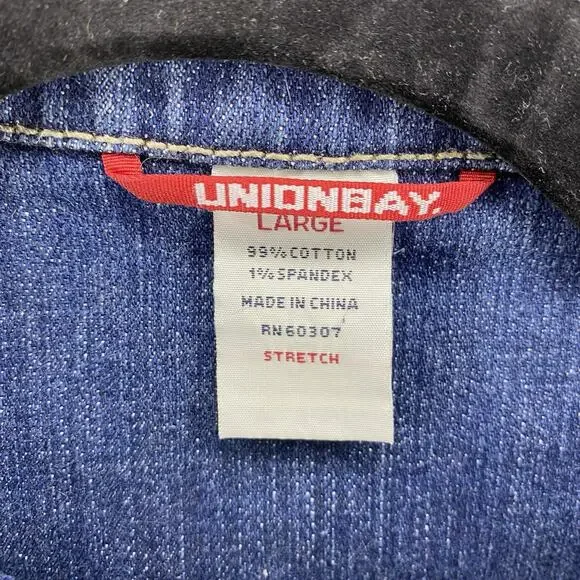 UNIONBAY.
LARGE
99% COTTON
1% SPANDEX
MADE IN CHINA
RN 60307
STRETCH